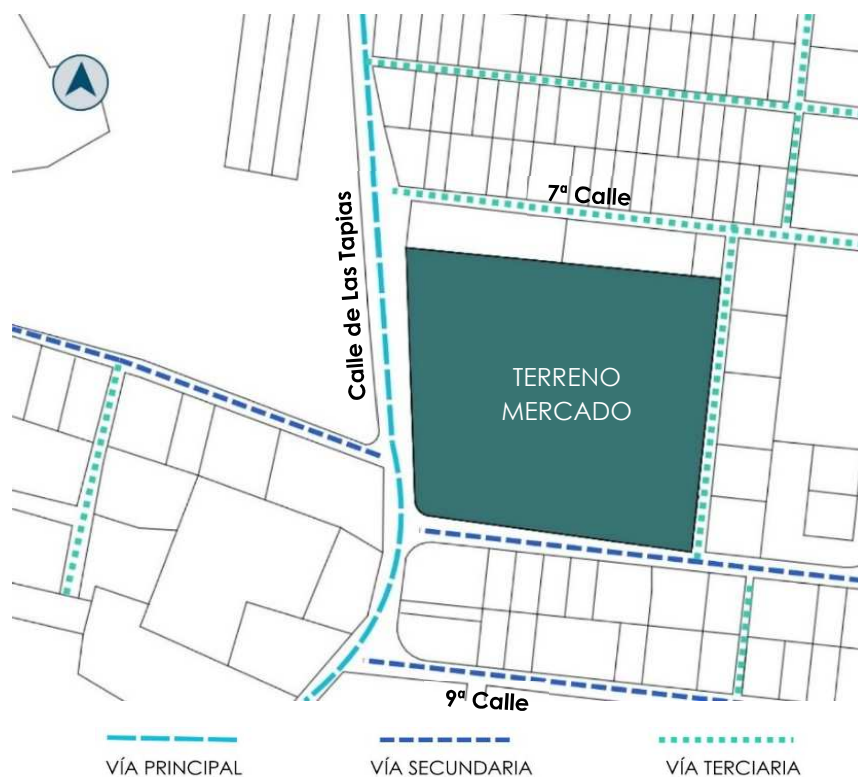 7ª Calle
Calle de Las Tapias
TERRENO
MERCADO
9ª Calle
VÍA PRINCIPAL
VÍA SECUNDARIA
VÍA TERCIARIA